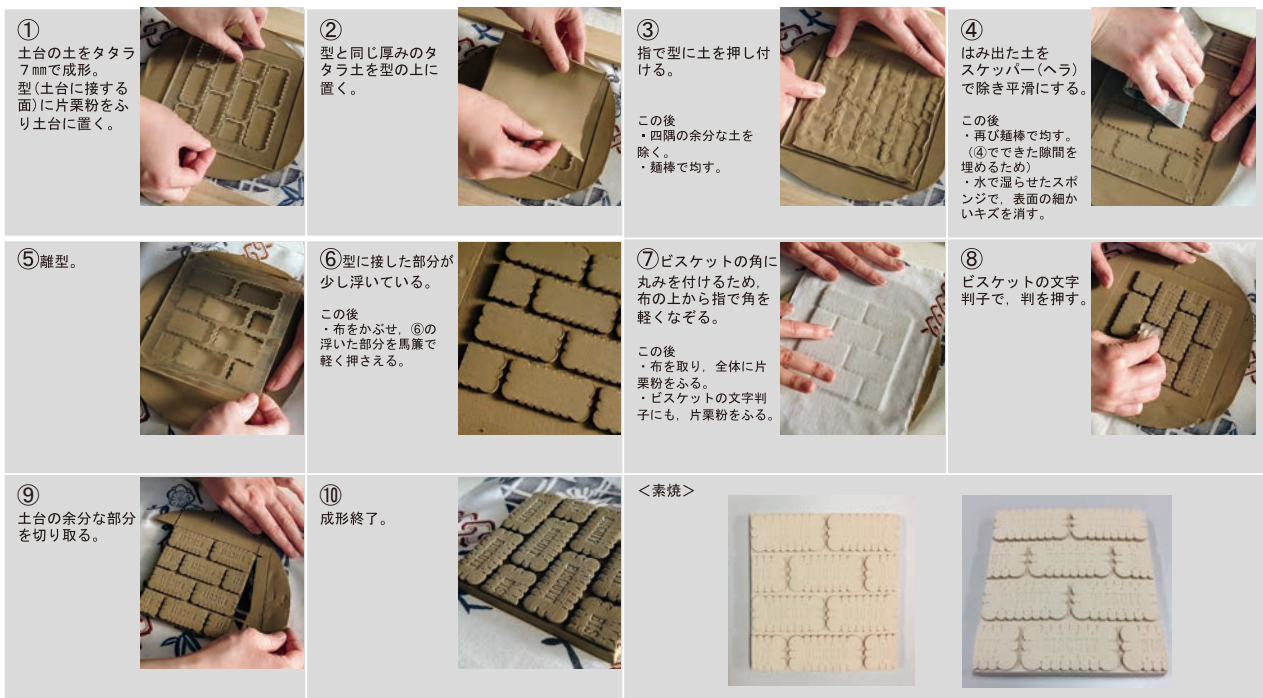 ①
土台の土をタタラ
7㎜で成形。
型(土台に接する
面)に片栗粉をふ
り土台に置く。
②
型と同じ厚みのタ
タラ土を型の上に
置く。
③
指で型に土を押し付
ける。
この後
・四隅の余分な土を
除く。
・麺棒で均す。
④
はみ出た土を
スケッパー(ヘラ)
で除き平滑にする。
この後
・再び麺棒で均す。
(④でできた隙間を
埋めるため)
・水で湿らせたスポ
ンジで,表面の細か
いキズを消す。
⑤離型。
⑥型に接した部分が
少し浮いている。
この後
・布をかぶせ,⑥の
浮いた部分を馬簾で
軽く押さえる。
⑦ビスケットの角に
丸みを付けるため,
布の上から指で角を
軽くなぞる。
この後
・布を取り,全体に片
栗粉をふる。
・ビスケットの文字判
子にも,片栗粉をふる。
⑧
ビスケットの文字
判子で,判を押す。
⑨
土台の余分な部分
を切り取る。
⑩
成形終了。
<素焼>